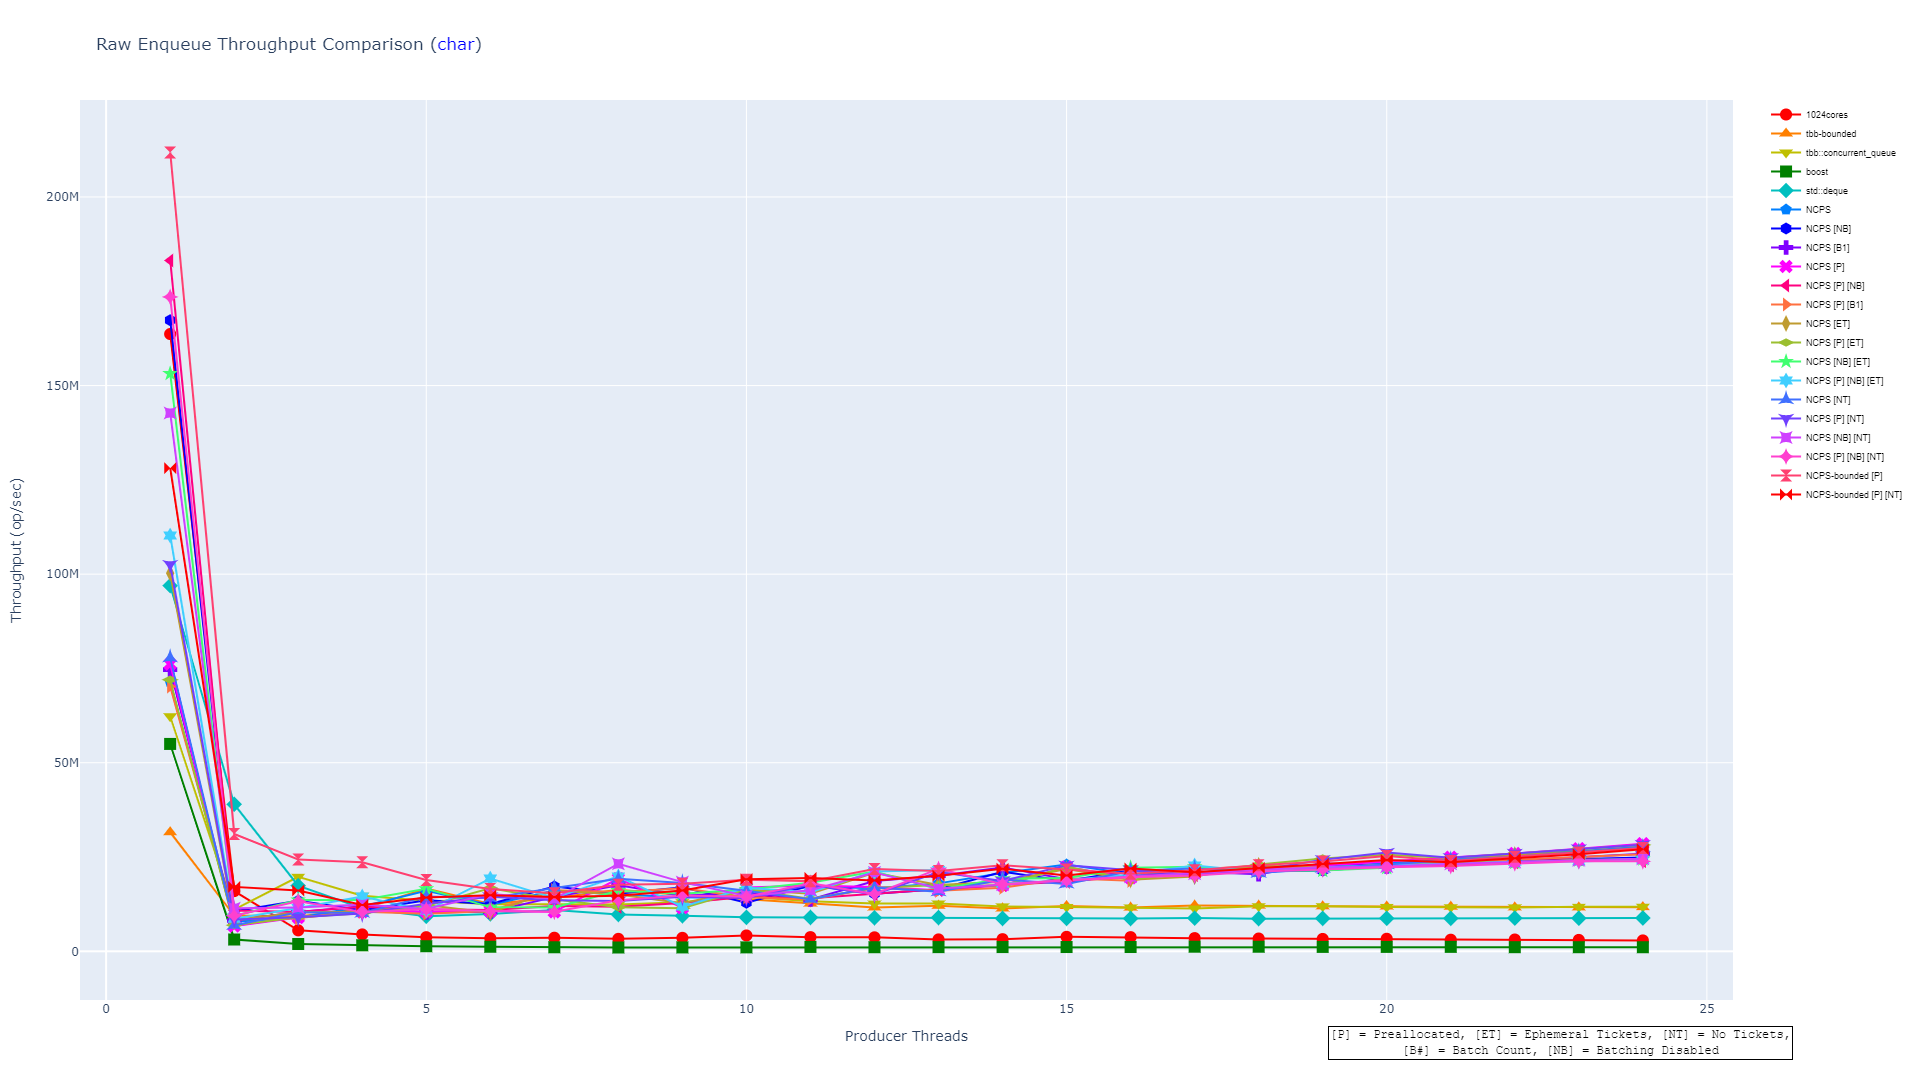 Raw Enqueue Throughput Comparison (char)
Throughput (op/sec)
200M
150M
100M
50M
0
0
5
10
15
20
25
Producer Threads
1024cores
tbb-bounded
tbb::concurrent_queue
boost
std::deque
NCPS
NCPS [NB]
NCPS [B1]
NCPS [P]
NCPS [P] [NB]
NCPS [P] [B1]
NCPS [ET]
NCPS [P] [ET]
NCPS [NB] [ET]
NCPS [P] [NB] [ET]
NCPS [NT]
NCPS [P] [NT]
NCPS [NB] [NT]
NCPS [P] [NB] [NT]
NCPS-bounded [P]
NCPS-bounded [P] [NT]
[P] = Preallocated, [ET] = Ephemeral Tickets, [NT] = No Tickets,
[B#] = Batch Count, [NB] = Batching Disabled